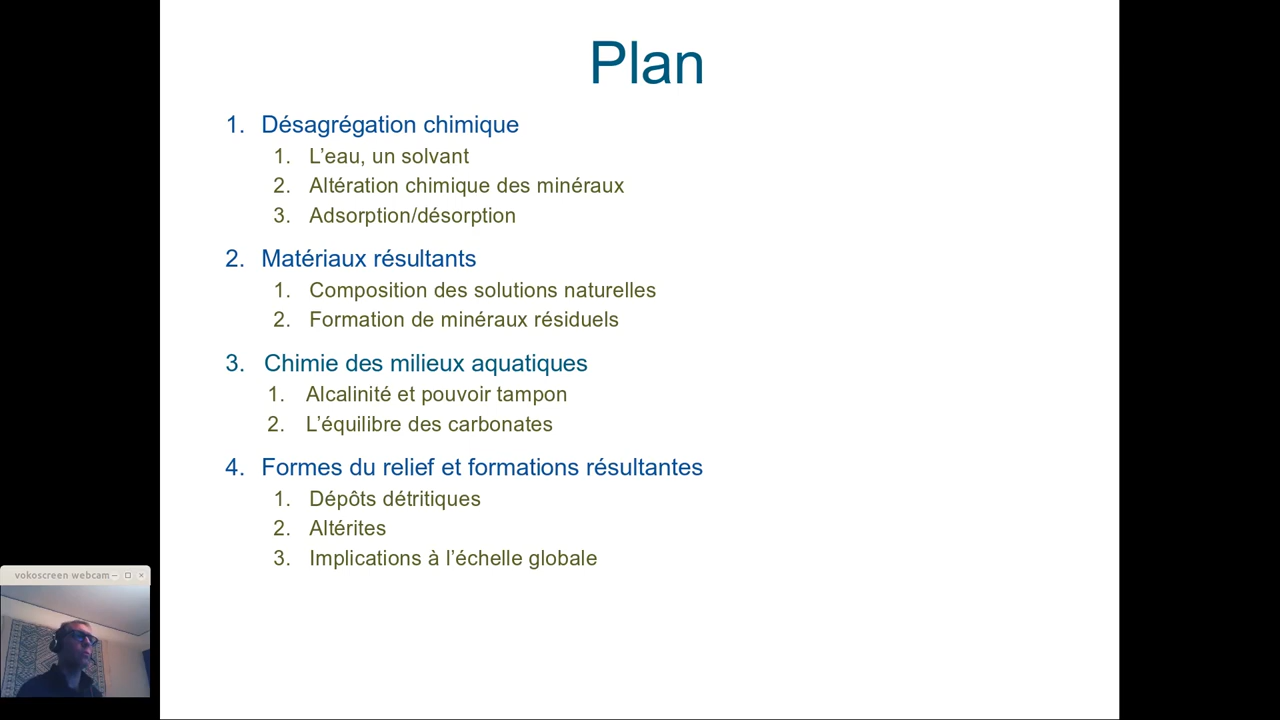 Plan
1. Désagrégation chimique
1. L’eau, un solvant
2. Altération chimique des minéraux
3. Adsorption/désorption
2. Matériaux résultants
1. Composition des solutions naturelles
2. Formation de minéraux résiduels
3. Chimie des milieux aquatiques
1. Alcalinité et pouvoir tampon
2. L’équilibre des carbonates
4. Formes du relief et formations résultantes
1. Dépôts détritiques
2. Altérites
3. Implications à l’échelle globale
vokoscreen webcam